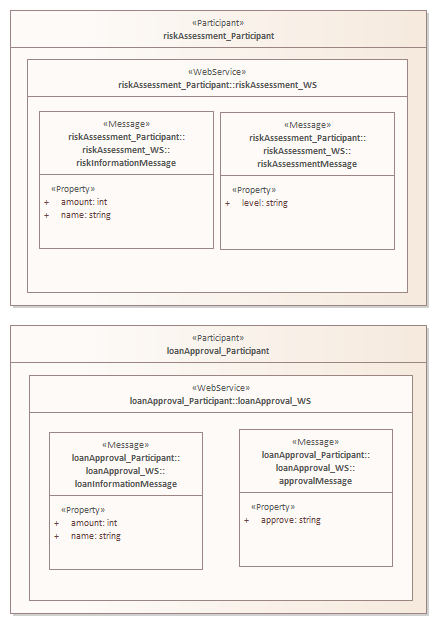 «Participant»
riskAssessment_Participant
«WebService»
riskAssessment_Participant::riskAssessment_WS
«Message»
riskAssessment_Participant::
riskAssessment_WS::
riskInformationMessage
«Property»
+ amount: int
+ name: string
«Message»
riskAssessment_Participant::
riskAssessment_WS::
riskAssessmentMessage
«Property»
+ level: string
«Participant»
loanApproval_Participant
«WebService»
loanApproval_Participant::loanApproval_WS
«Message»
loanApproval_Participant::
loanApproval_WS::
loanInformationMessage
«Property»
+ amount: int
+ name: string
«Message»
loanApproval_Participant::
loanApproval_WS::
approvalMessage
«Property»
+ approve: string